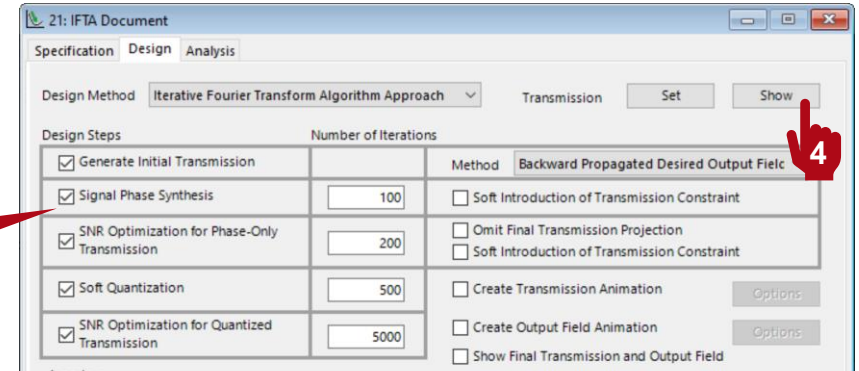 21: IFTA Document
Specification Design Analysis
Design Method Iterative Fourier Transform Algorithm Approach Transmission Set Show
Design Steps Number of Iterations
Generate Initial Transmission Method Backward Propagated Desired Output Field
4
Signal Phase Synthesis 100 Soft Introduction of Transmission Constraint
SNR Optimization for Phase-Only Transmission 200 Omit Final Transmission Projection
Soft Introduction of Transmission Constraint
Soft Quantization 500 Create Transmission Animation Options
SNR Optimization for Quantized Transmission 5000 Create Output Field Animation Options
Show Final Transmission and Output Field